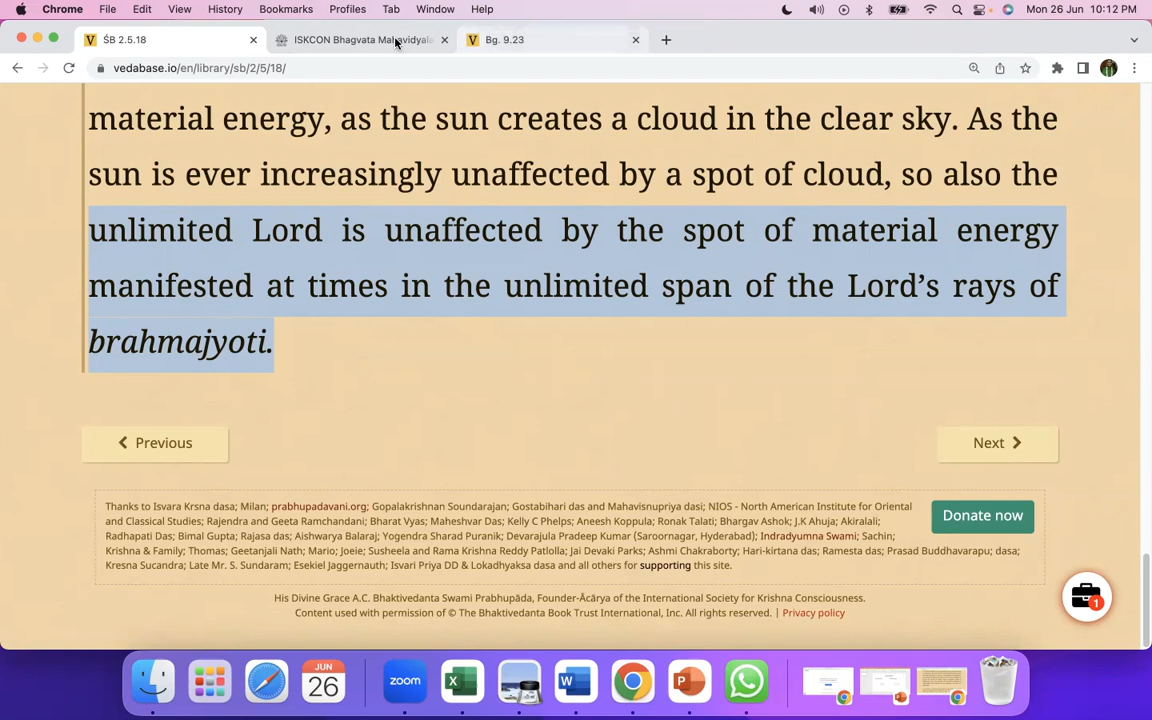 Chrome File Edit View History Bookmarks Profiles Tab Window Help Mon 26 Jun 10:12 PM
ŚB 2.5.18 ISKCON Bhagvata Mahavidyale Bg. 9.23
vedabase.io/en/library/sb/2/5/18/
material energy, as the sun creates a cloud in the clear sky. As the
sun is ever increasingly unaffected by a spot of cloud, so also the
unlimited Lord is unaffected by the spot of material energy
manifested at times in the unlimited span of the Lord’s rays of
brahmajyoti.
Previous Next
Thanks to Isvara Krsna dasa; Milan; prabhupadavani.org; Gopalakrishnan Soundarajan; Gostabihari das and Mahavisnupriya dasi; NIOS - North American Institute for Oriental
and Classical Studies; Rajendra and Geeta Ramchandani; Bharat Vyas; Maheshvar Das; Kelly C Phelps; Aneesh Koppula; Ronak Talati; Bhargav Ashok; J.K Ahuja; Akiralali;
Radhapati Das; Bimal Gupta; Rajasa das; Aishwarya Balaraj; Yogendra Sharad Puranik; Devarajula Pradeep Kumar (Saroornagar, Hyderabad); Indradyumna Swami; Sachin;
Krishna & Family; Thomas; Geetanjali Nath; Mario; Joeie; Susheela and Rama Krishna Reddy Patlolla; Jai Devaki Parks; Ashmi Chakraborty; Hari-kirtana das; Ramesta das; Prasad Buddhavarapu; dasa;
Kresna Sucandra; Late Mr. S. Sundaram; Esekiel Jaggernauth; Isvari Priya DD & Lokadhyaksa dasa and all others for supporting this site.
Donate now
His Divine Grace A.C. Bhaktivedanta Swami Prabhupāda, Founder-Ācārya of the International Society for Krishna Consciousness.
Content used with permission of © The Bhaktivedanta Book Trust International, Inc. All rights reserved. | Privacy policy
1
JUN
26
zoom